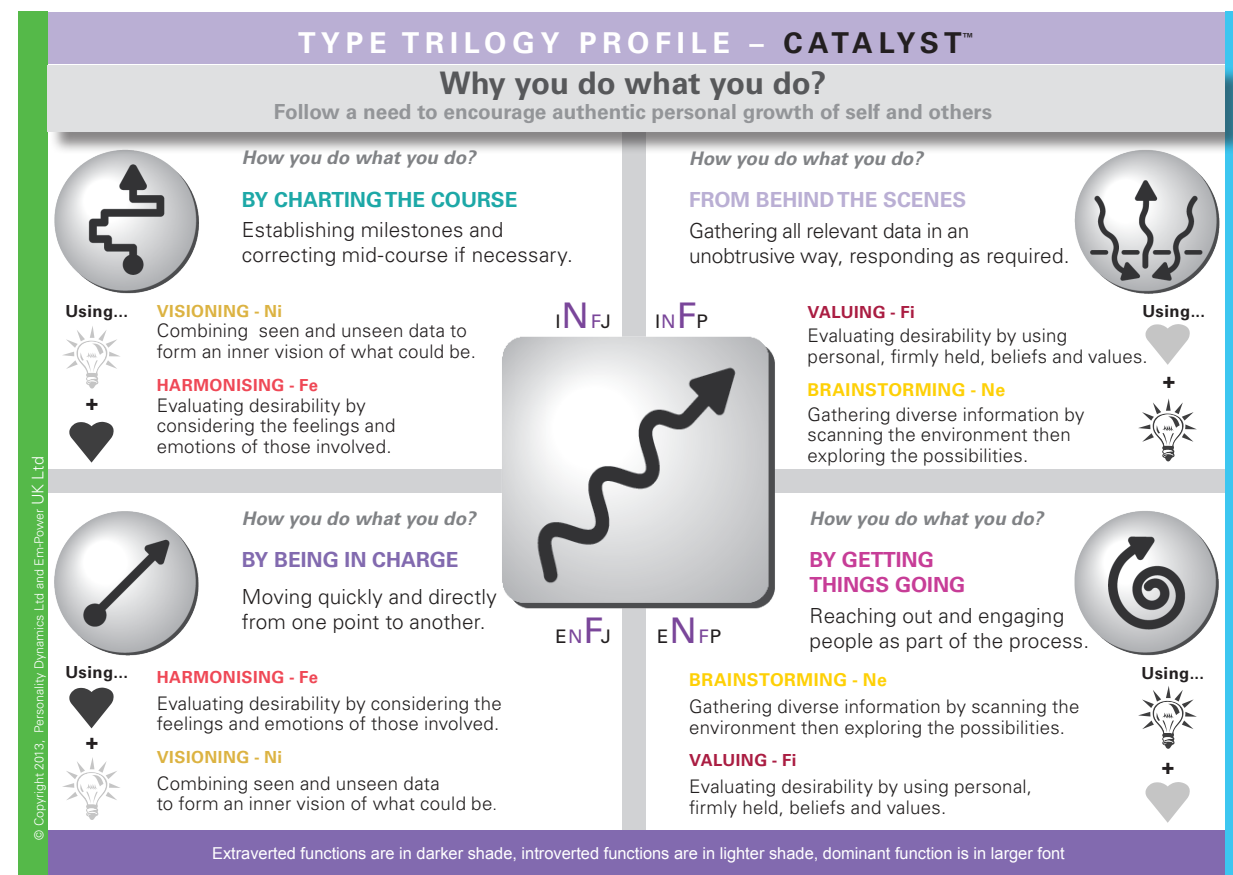 TYPE TRILOGY PROFILE – CATALYST™
Why you do what you do?
Follow a need to encourage authentic personal growth of self and others
How you do what you do?
BY CHARTING THE COURSE
Establishing milestones and
correcting mid-course if necessary.
Using...
VISIONING - Ni
Combining seen and unseen data to
form an inner vision of what could be.
+
HARMONISING - Fe
Evaluating desirability by
considering the feelings and
emotions of those involved.
INFJ
How you do what you do?
FROM BEHIND THE SCENES
Gathering all relevant data in an
unobtrusive way, responding as required.
INFP
VALUING - Fi
Evaluating desirability by using
personal, firmly held, beliefs and values.
Using...
+
BRAINSTORMING - Ne
Gathering diverse information by
scanning the environment then
exploring the possibilities.
How you do what you do?
BY BEING IN CHARGE
Moving quickly and directly
from one point to another.
ENFJ
Using...
HARMONISING - Fe
Evaluating desirability by considering the
feelings and emotions of those involved.
+
VISIONING - Ni
Combining seen and unseen data
to form an inner vision of what could be.
How you do what you do?
BY GETTING
THINGS GOING
Reaching out and engaging
people as part of the process.
ENFP
BRAINSTORMING - Ne
Gathering diverse information by scanning the
environment then exploring the possibilities.
Using...
+
VALUING - Fi
Evaluating desirability by using personal,
firmly held, beliefs and values.
© Copyright 2013, Personality Dynamics Ltd and Em-Power UK Ltd
Extraverted functions are in darker shade, introverted functions are in lighter shade, dominant function is in larger font